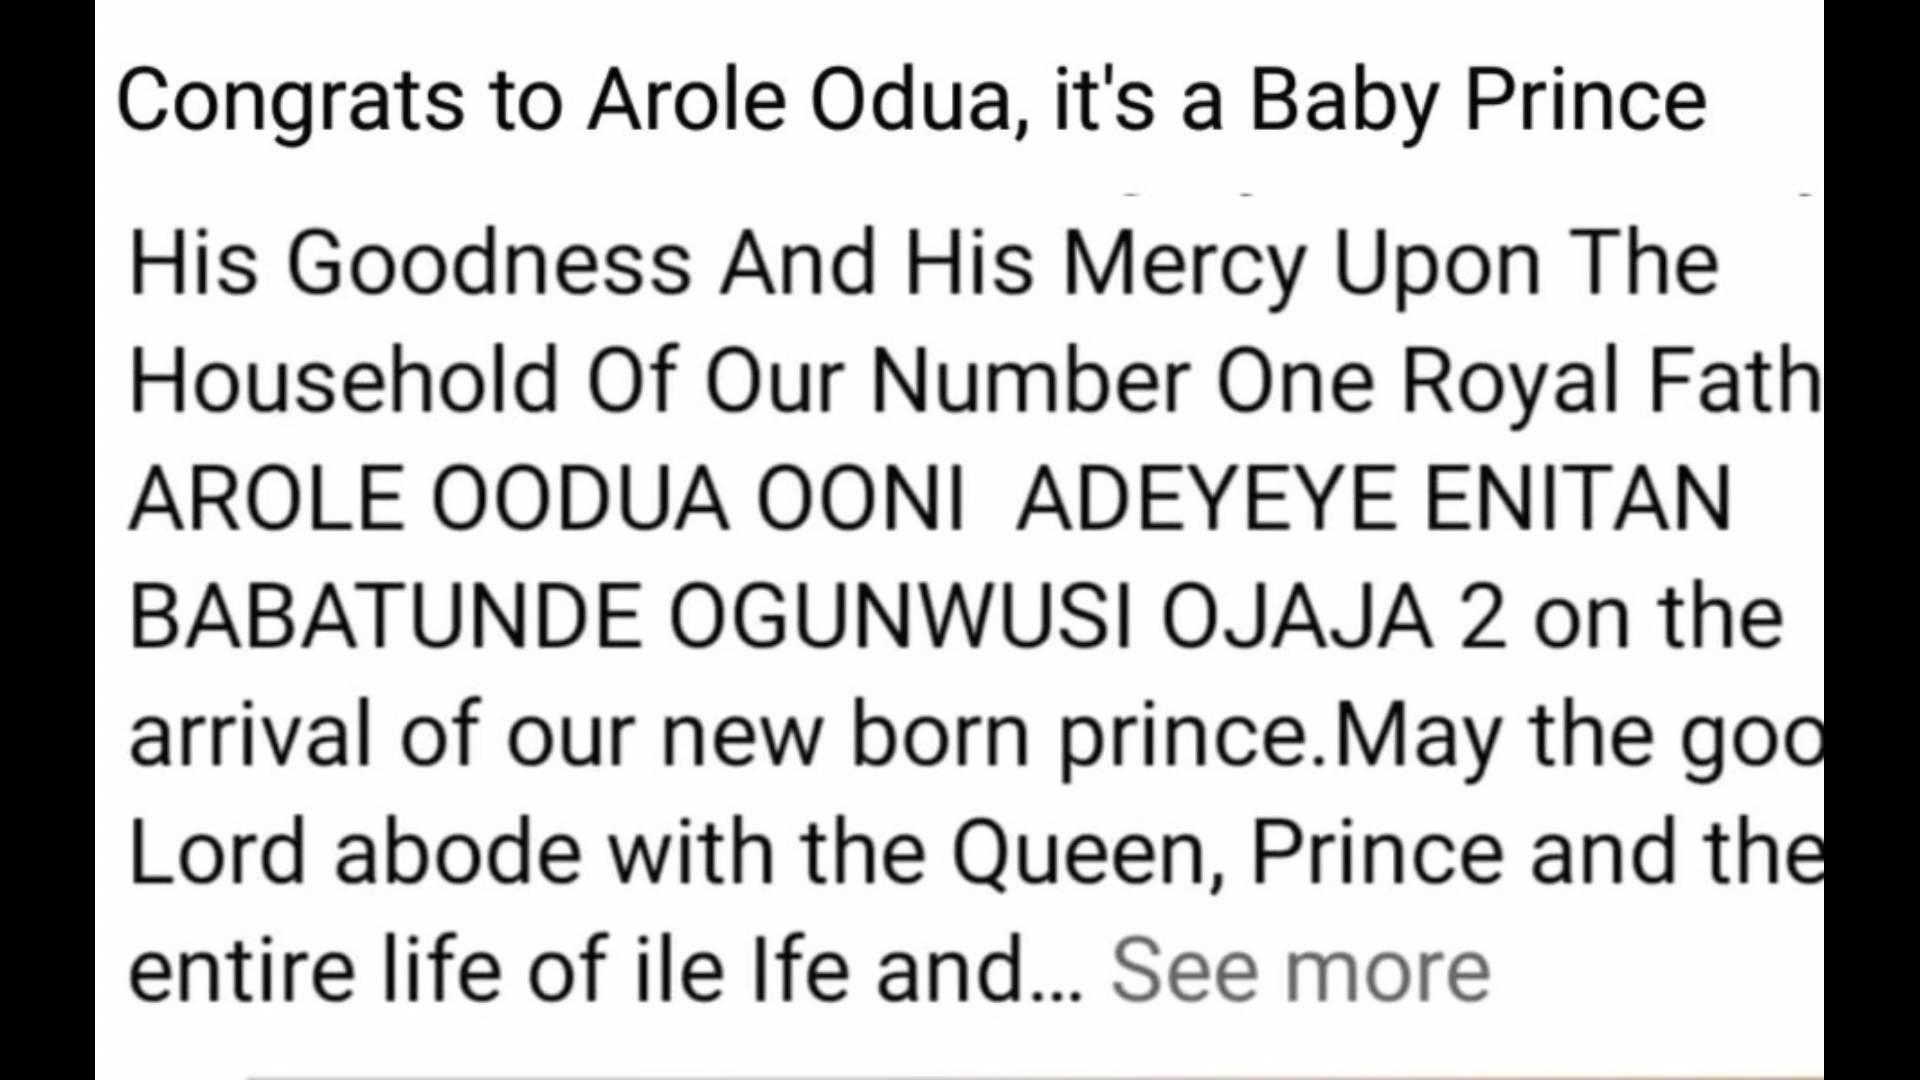 Congrats to Arole Odua, it's a Baby Prince
His Goodness And His Mercy Upon The
Household Of Our Number One Royal Fath
AROLE OODUA OONI ADEYEYE ENITAN
BABATUNDE OGUNWUSI OJAJA 2 on the
arrival of our new born prince.May the goo
Lord abode with the Queen, Prince and the
entire life of ile Ife and... See more